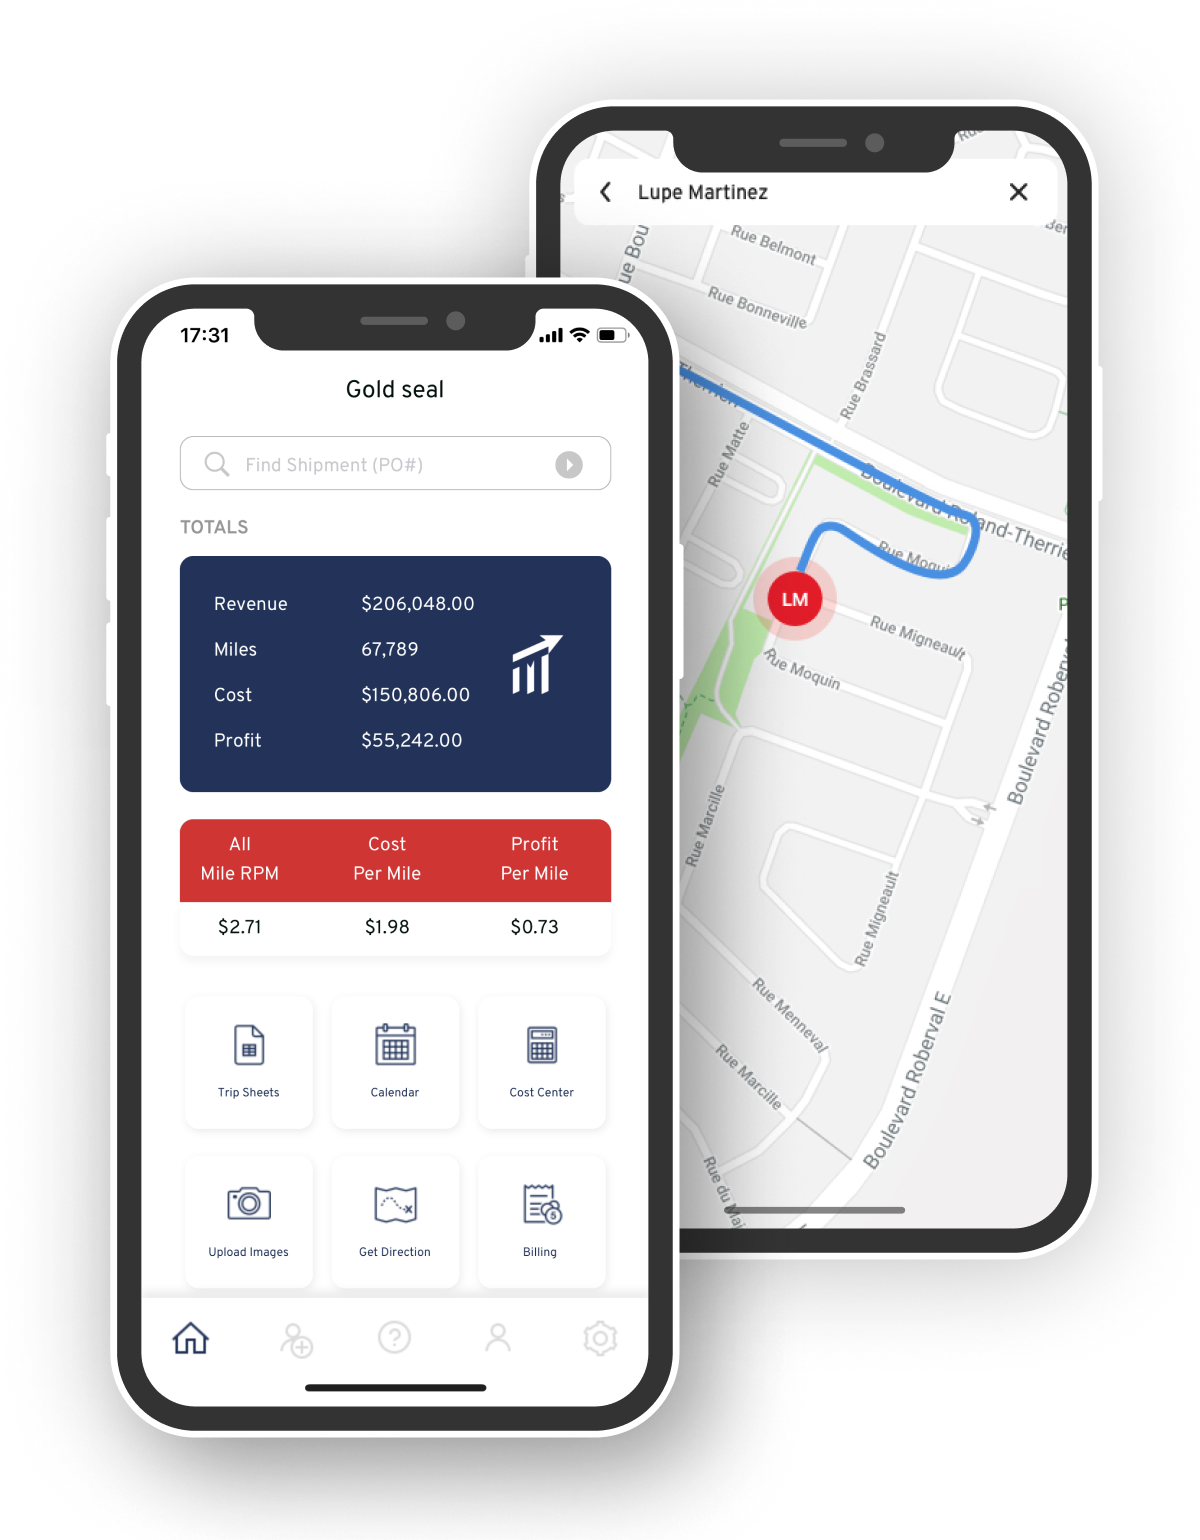 17:31
Gold seal
Find Shipment (PO#)
TOTALS
Revenue $206,048.00
Miles 67,789
Cost $150,806.00
Profit $55,242.00
All Cost Profit
Mile RPM Per Mile Per Mile
$2.71 $1.98 $0.73
Trip Sheets Calendar Cost Center
Upload Images Get Direction Billing
Lupe Martinez
Rue Belmont
Rue Bonneville
Rue Brassard
Rue Matte
Boulevard Roland-Therrie
Rue Moqui
LM
Rue Migneault
Rue Moquin
Boulevard Roberval
Rue Marcille
Rue Migneault
Rue Menneval
Rue Marcille
Boulevard Roberval E
Rue du Mai